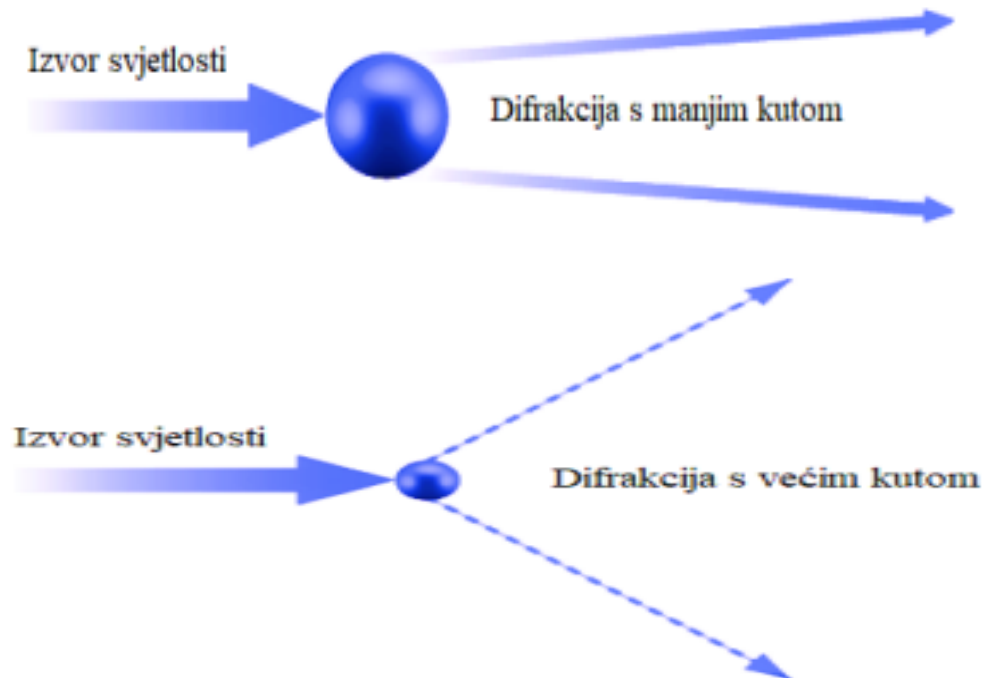 Izvor svjetlosti
Difrakcija s manjim kutom
Izvor svjetlosti
Difrakcija s većim kutom